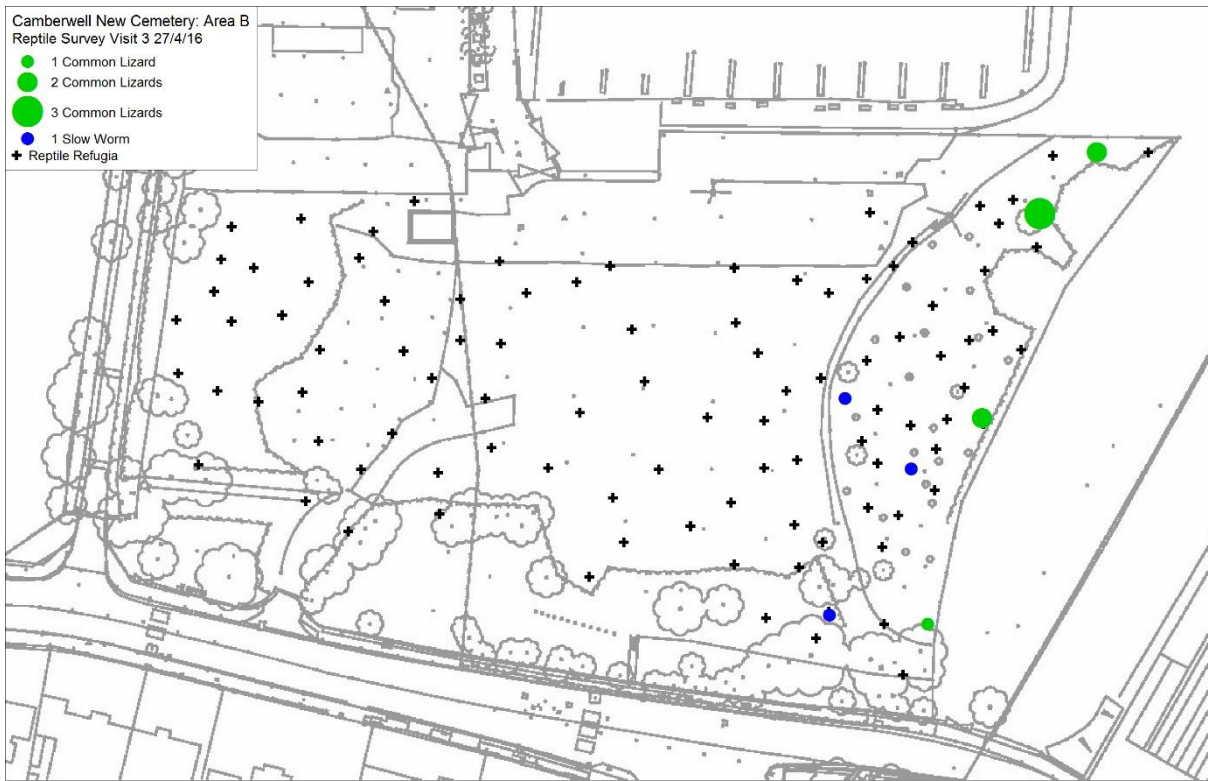 Camberwell New Cemetery: Area B
Reptile Survey Visit 3 27/4/16
1 Common Lizard
2 Common Lizards
3 Common Lizards
1 Slow Worm
Reptile Refugia